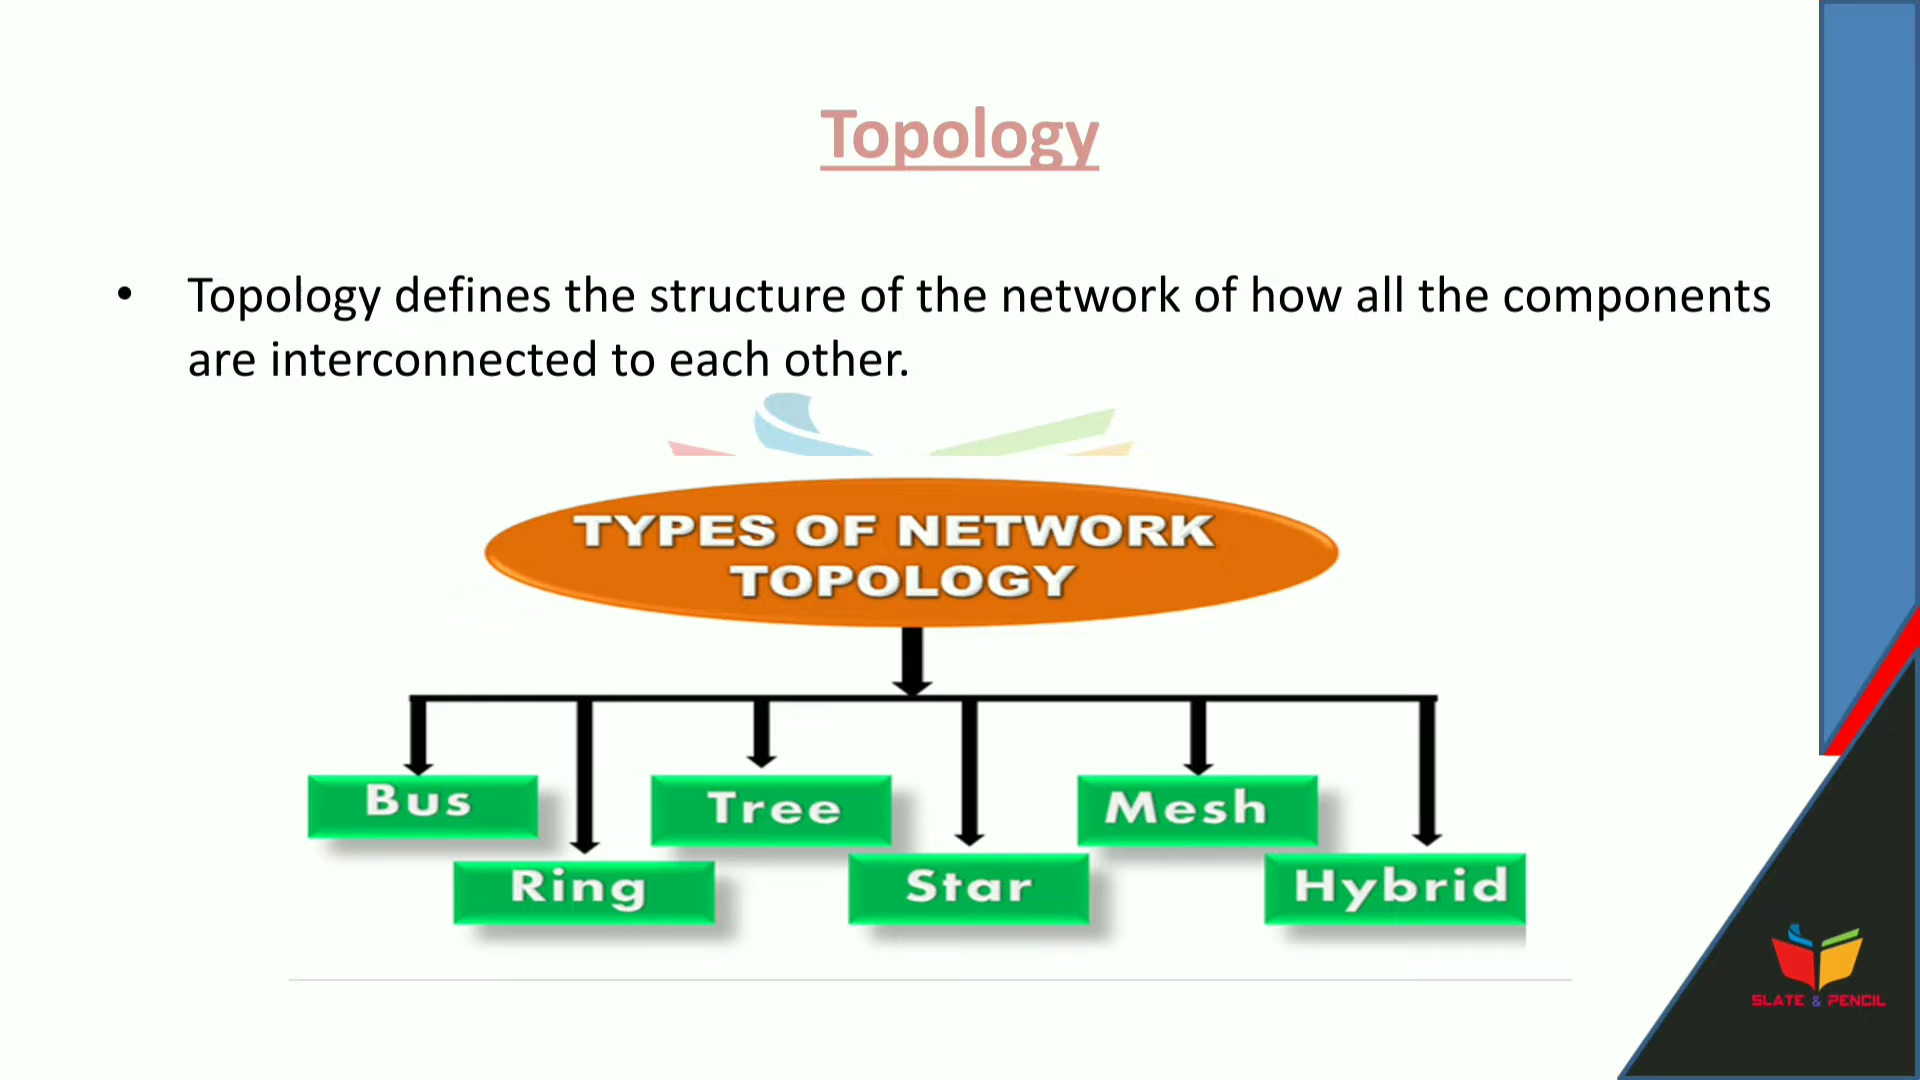 Topology
• Topology defines the structure of the network of how all the components
are interconnected to each other.
TYPES OF NETWORK
TOPOLOGY
Bus
Tree
Mesh
Ring
Star
Hybrid
SLATE & PENCIL